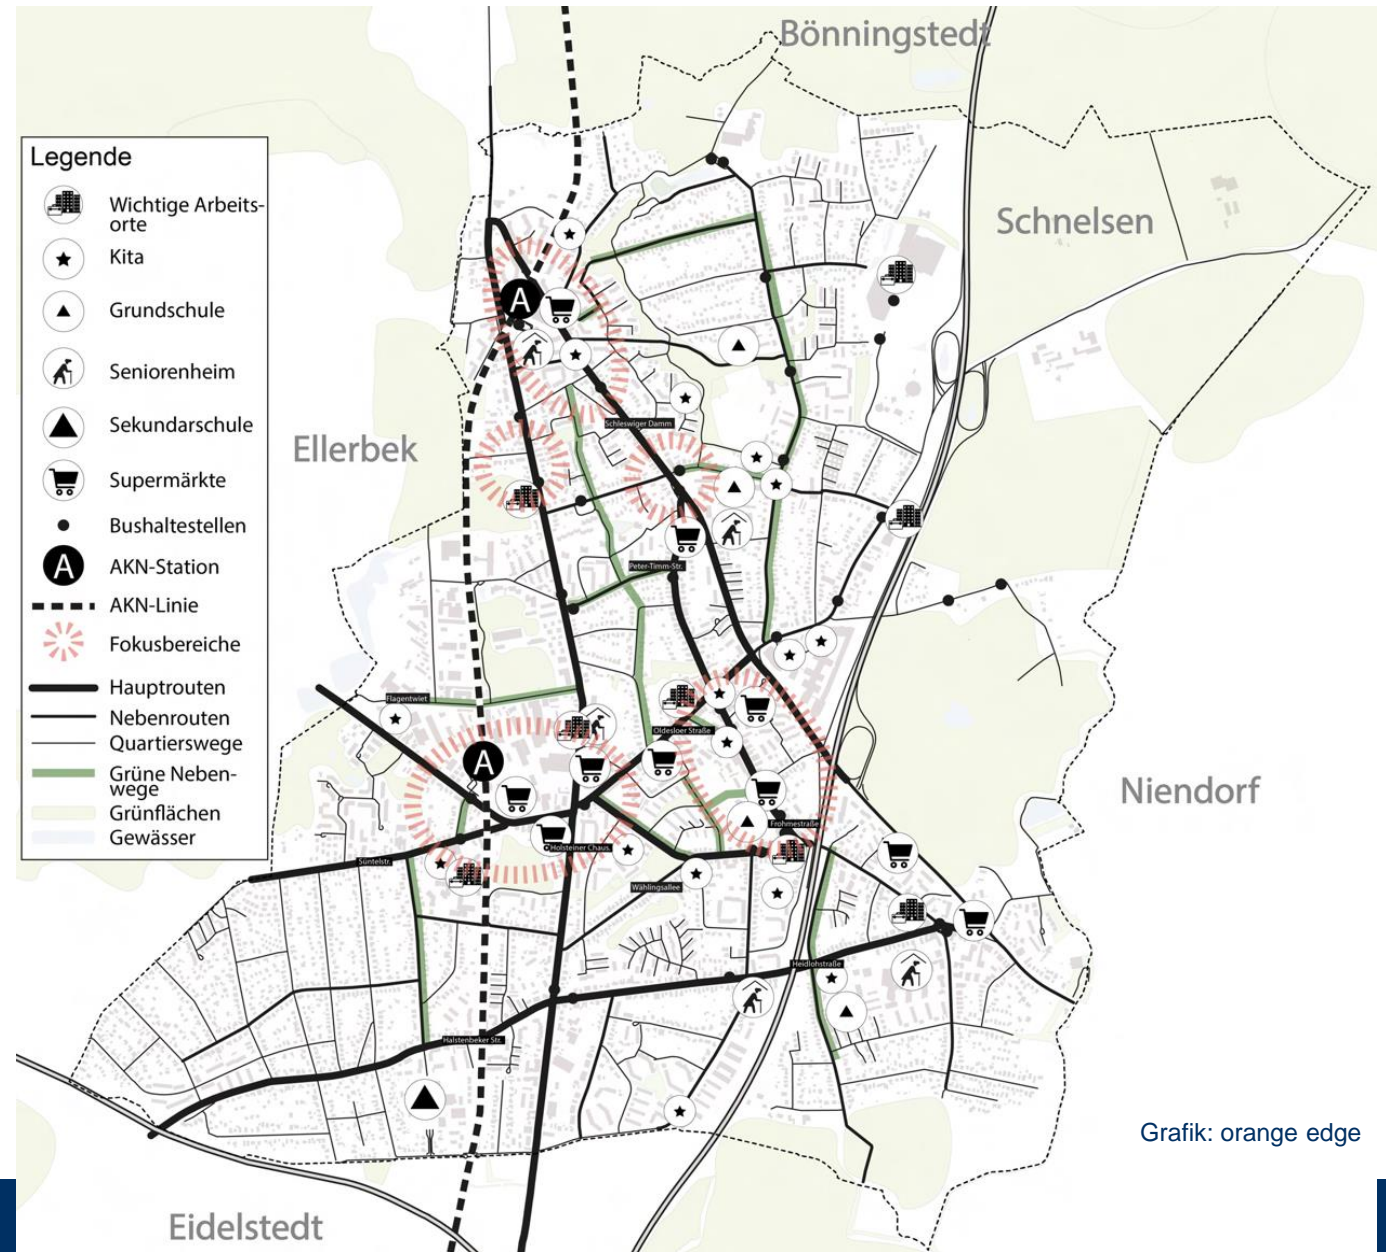 Bönningstedt
Legende
Wichtige Arbeits-
orte
Kita
Grundschule
Seniorenheim
Sekundarschule
Supermärkte
Bushaltestellen
A
AKN-Station
AKN-Linie
Fokusbereiche
Hauptrouten
Nebenrouten
Quartierswege
Grüne Neben-
wege
Grünflächen
Gewässer
Schnelsen
A
Schleswiger Damm
Ellerbek
Peter-Timm-Str.
Flagentwiet
Oldesloer Straße
A
Niendorf
Frohmestraße
Holsteiner Chaus.
Süntelstr.
Wählingsallee
Heidlohstraße
Halstenbeker Str.
Grafik: orange edge
Eidelstedt